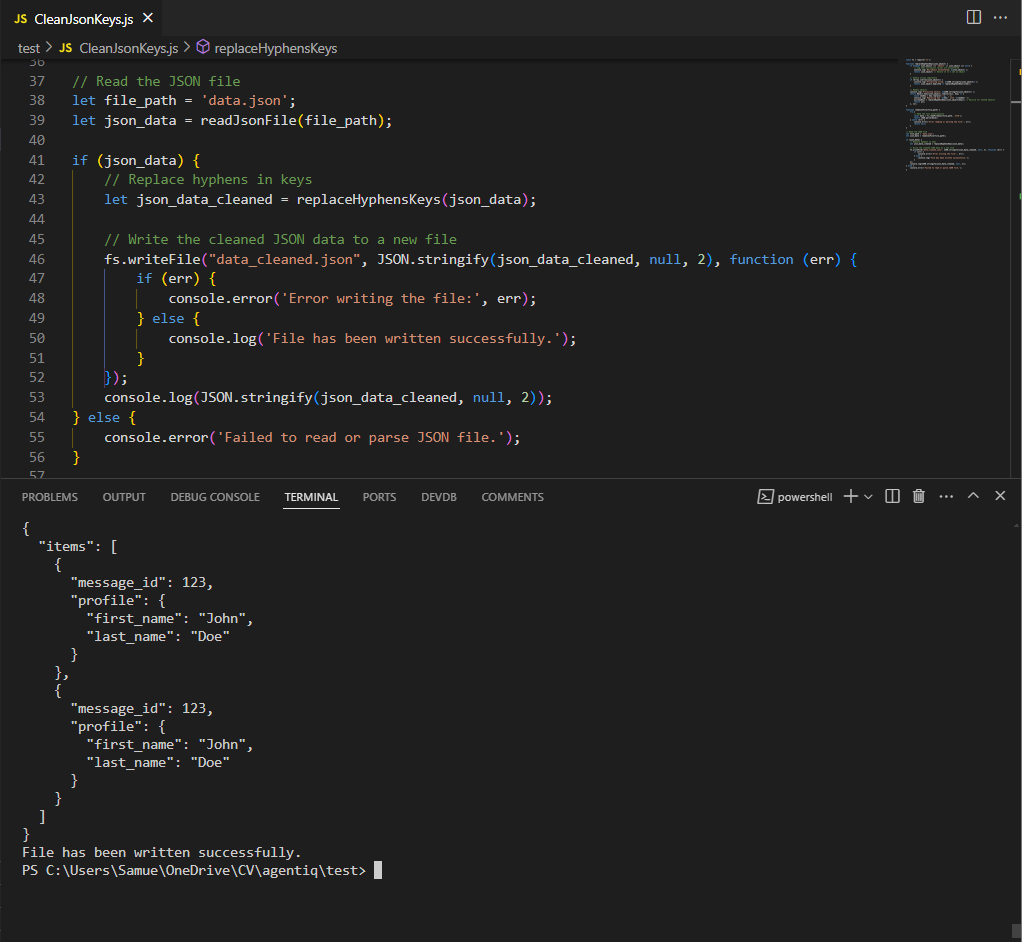 JS CleanJsonKeys.js
test > JS CleanJsonKeys.js > replaceHyphensKeys
36
37 // Read the JSON file
38 let file_path = 'data.json';
39 let json_data = readJsonFile(file_path);
40
41 if (json_data) {
42     // Replace hyphens in keys
43     let json_data_cleaned = replaceHyphensKeys(json_data);
44
45     // Write the cleaned JSON data to a new file
46     fs.writeFile("data_cleaned.json", JSON.stringify(json_data_cleaned, null, 2), function (err) {
47         if (err) {
48             console.error('Error writing the file:', err);
49         } else {
50             console.log('File has been written successfully.');
51         }
52     });
53     console.log(JSON.stringify(json_data_cleaned, null, 2));
54 } else {
55     console.error('Failed to read or parse JSON file.');
56 }
57
PROBLEMS OUTPUT DEBUG CONSOLE TERMINAL PORTS DEVDB COMMENTS powershell
{
  "items": [
    {
      "message_id": 123,
      "profile": {
        "first_name": "John",
        "last_name": "Doe"
      }
    },
    {
      "message_id": 123,
      "profile": {
        "first_name": "John",
        "last_name": "Doe"
      }
    }
  ]
}
File has been written successfully.
PS C:\Users\Samue\OneDrive\CV\agentiq\test>